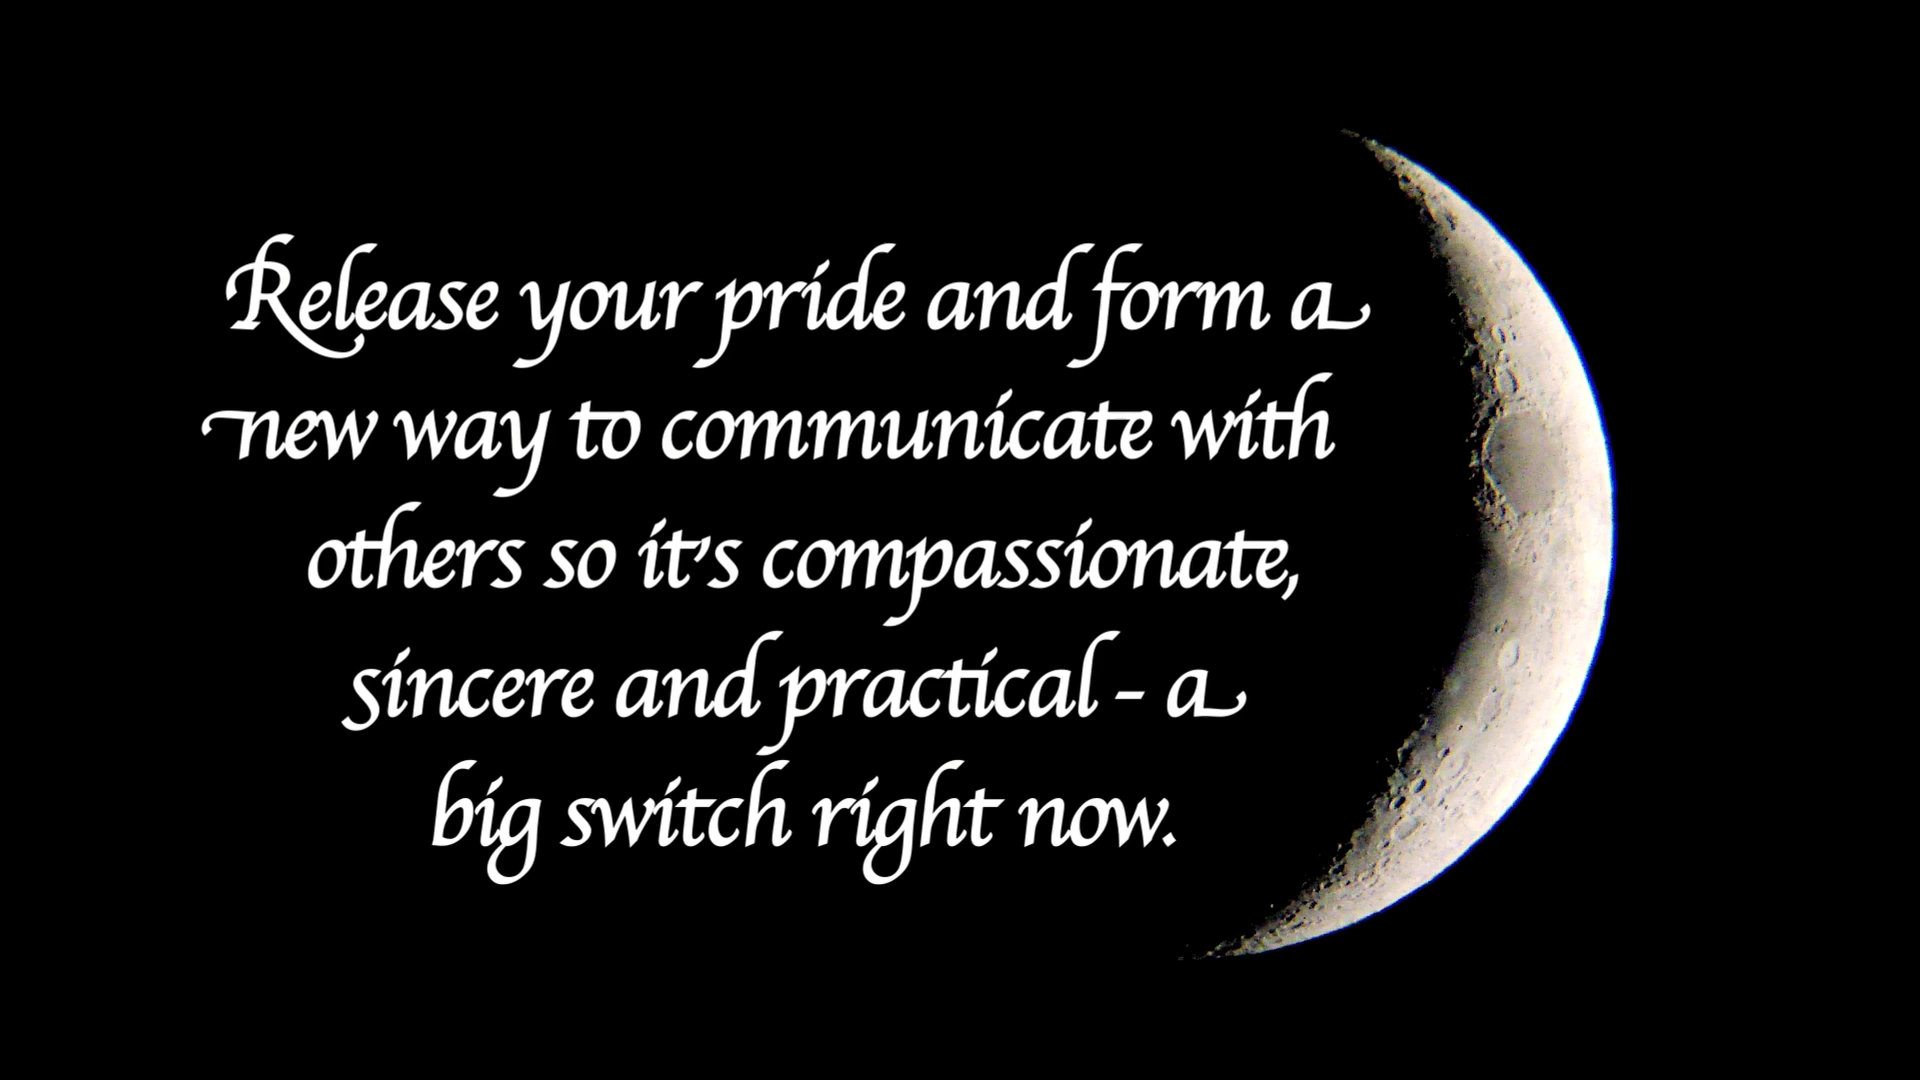 Release your pride and form a
new way to communicate with
others so it's compassionate,
sincere and practical - a
big switch right now.